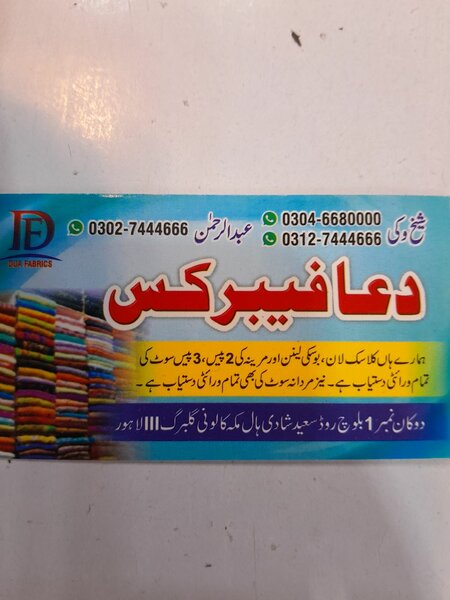 شیخ وکی 0304-6680000
0312-7444666
عبدالرحمٰن 0302-7444666
DF
DUA FABRICS
دعا فیبرکس
ہمارے ہاں کلاسک لان، بوسکی لینن اور مرینہ کی 2 پیس، 3 پیس سوٹ کی
تمام ورائٹی دستیاب ہے۔ نیز مردانہ سوٹ کی بھی تمام ورائٹی دستیاب ہے۔
دوکان نمبر 1 بلوچ روڈ سعید شادی ہال مکہ کالونی گلبرگ III لاہور